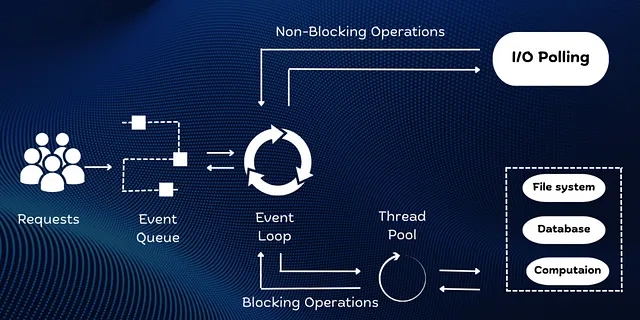 Non-Blocking Operations
I/O Polling
File system
Requests
Event
Queue
Event
Loop
Thread
Pool
Database
Computaion
Blocking Operations